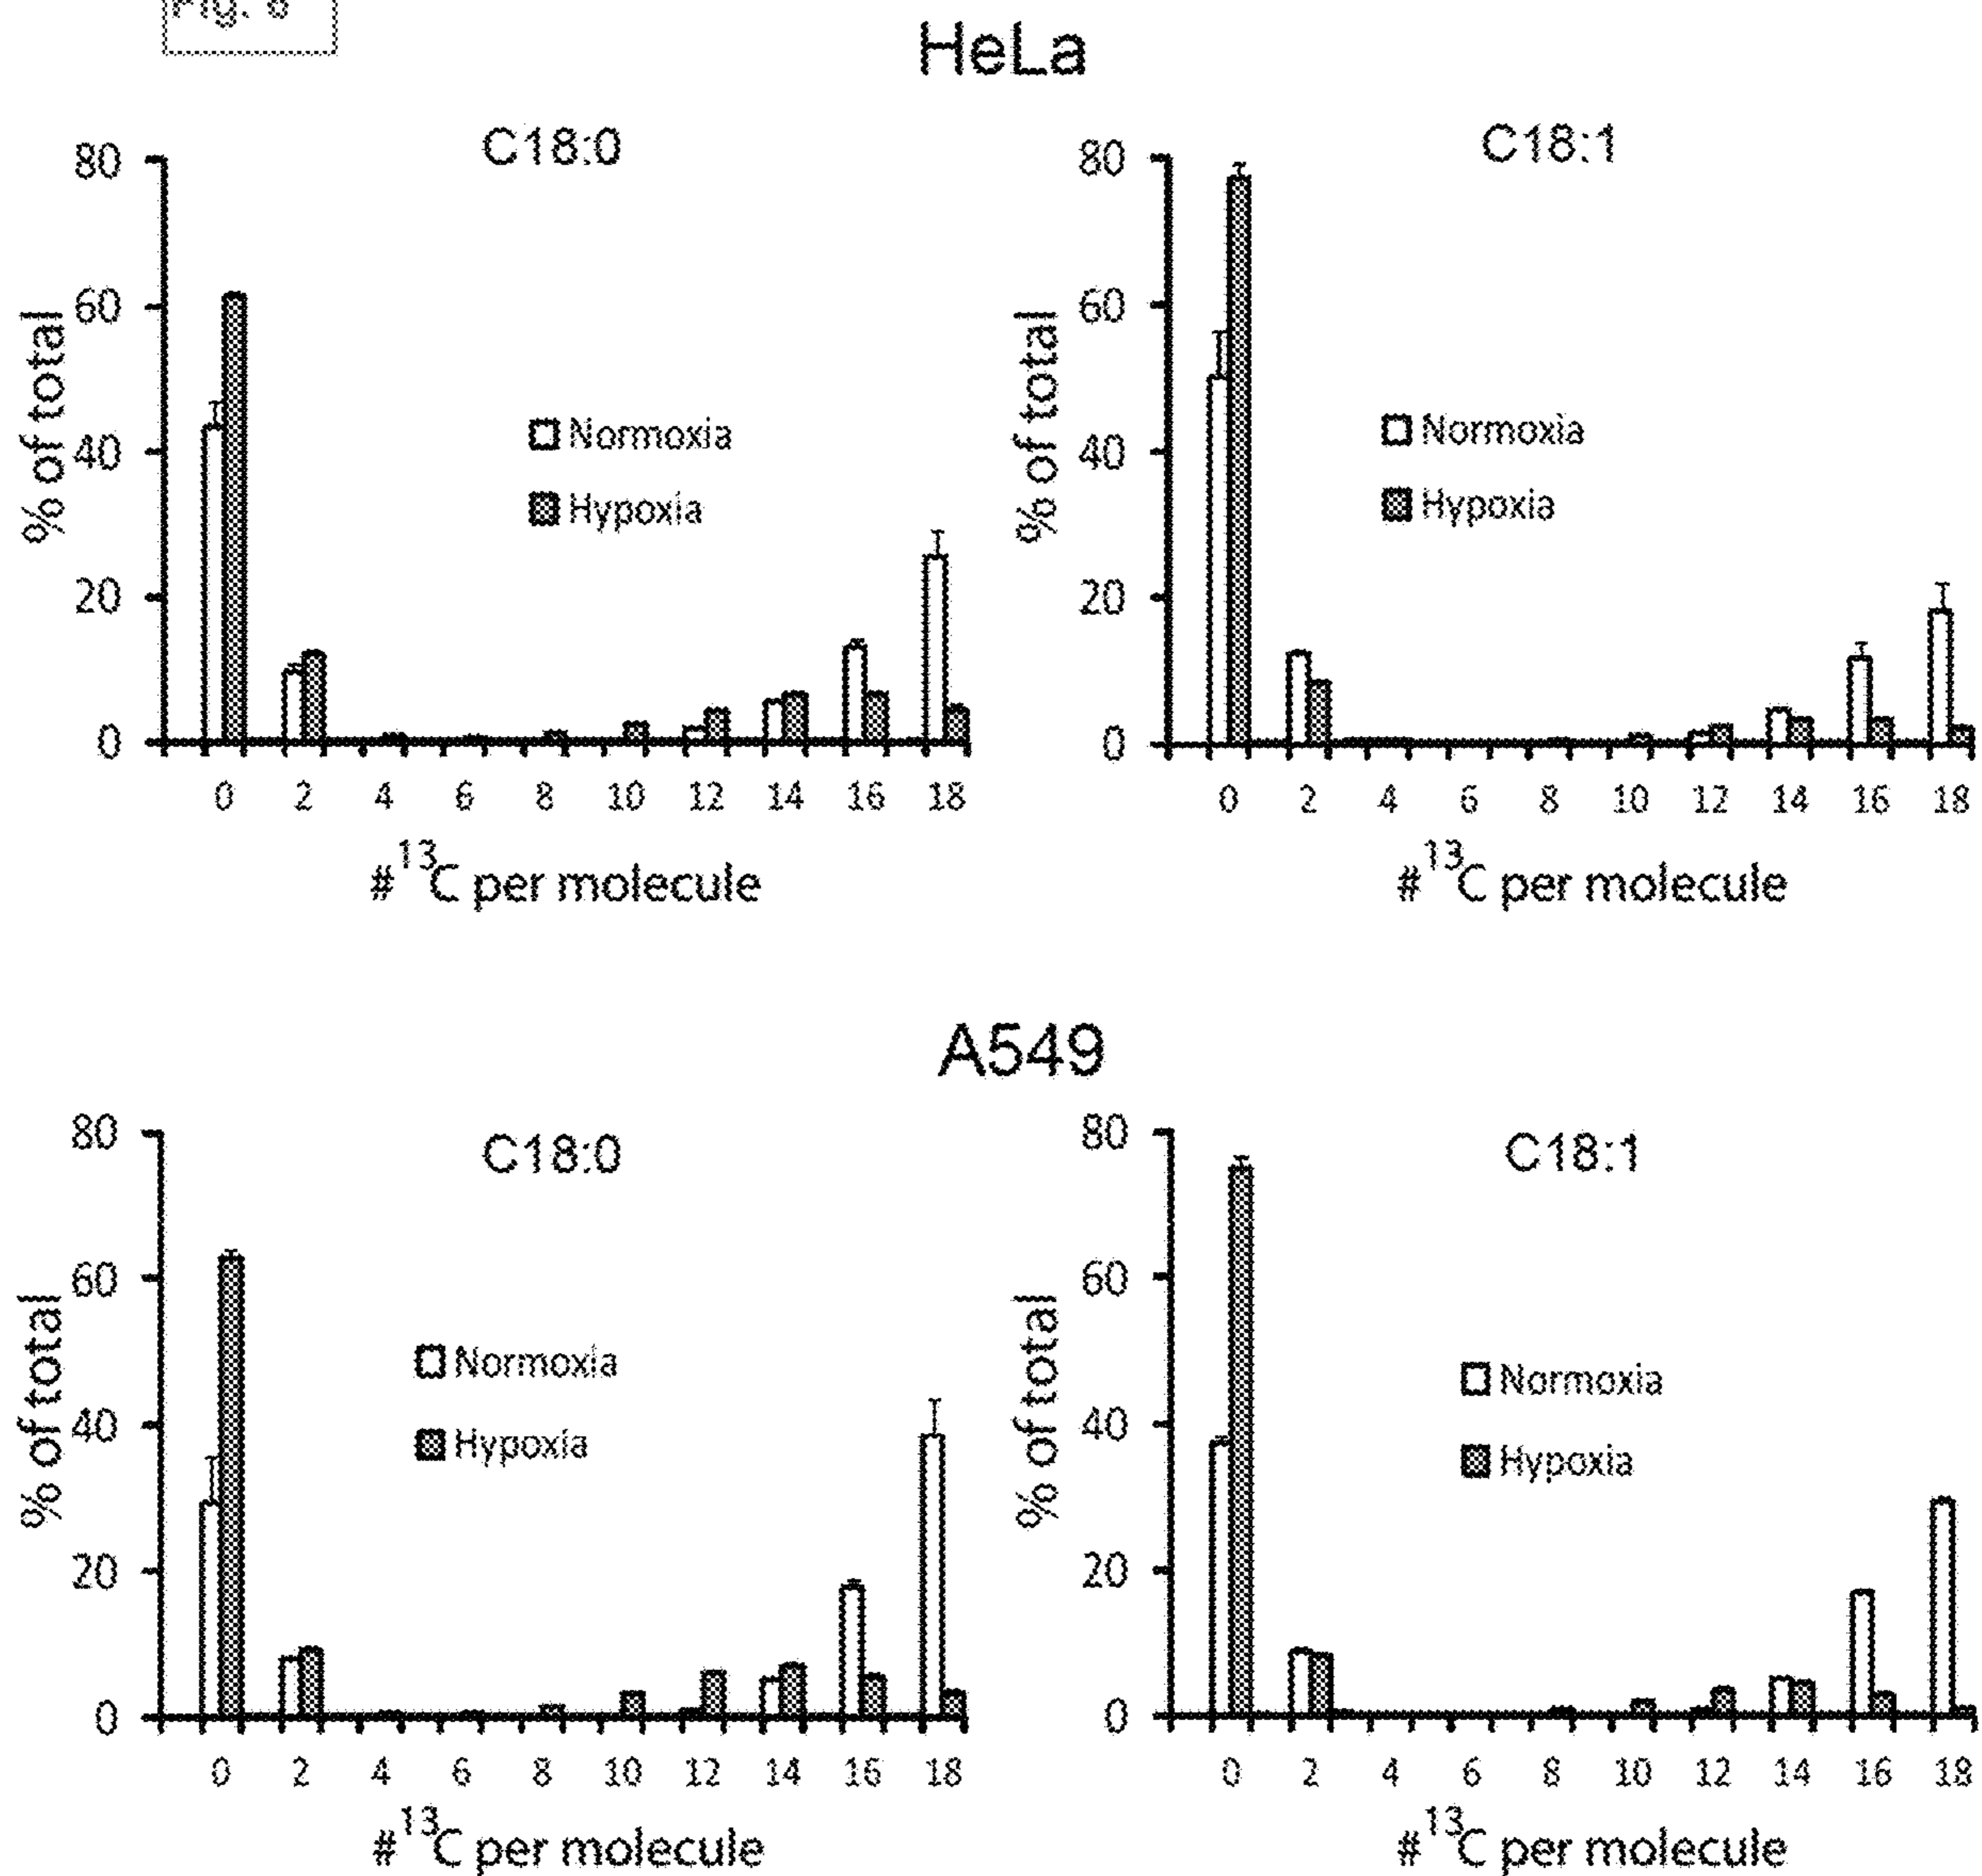 Fig. 8
HeLa
C18:0
80
60
40
20
0
% of total
Normoxia
Hypoxia
0 2 4 6 8 10 12 14 16 18
# 13C per molecule
C18:1
80
60
40
20
0
% of total
Normoxia
Hypoxia
0 2 4 6 8 10 12 14 16 18
# 13C per molecule
A549
C18:0
80
60
40
20
0
% of total
Normoxia
Hypoxia
0 2 4 6 8 10 12 14 16 18
# 13C per molecule
C18:1
80
60
40
20
0
% of total
Normoxia
Hypoxia
0 2 4 6 8 10 12 14 16 18
# 13C per molecule